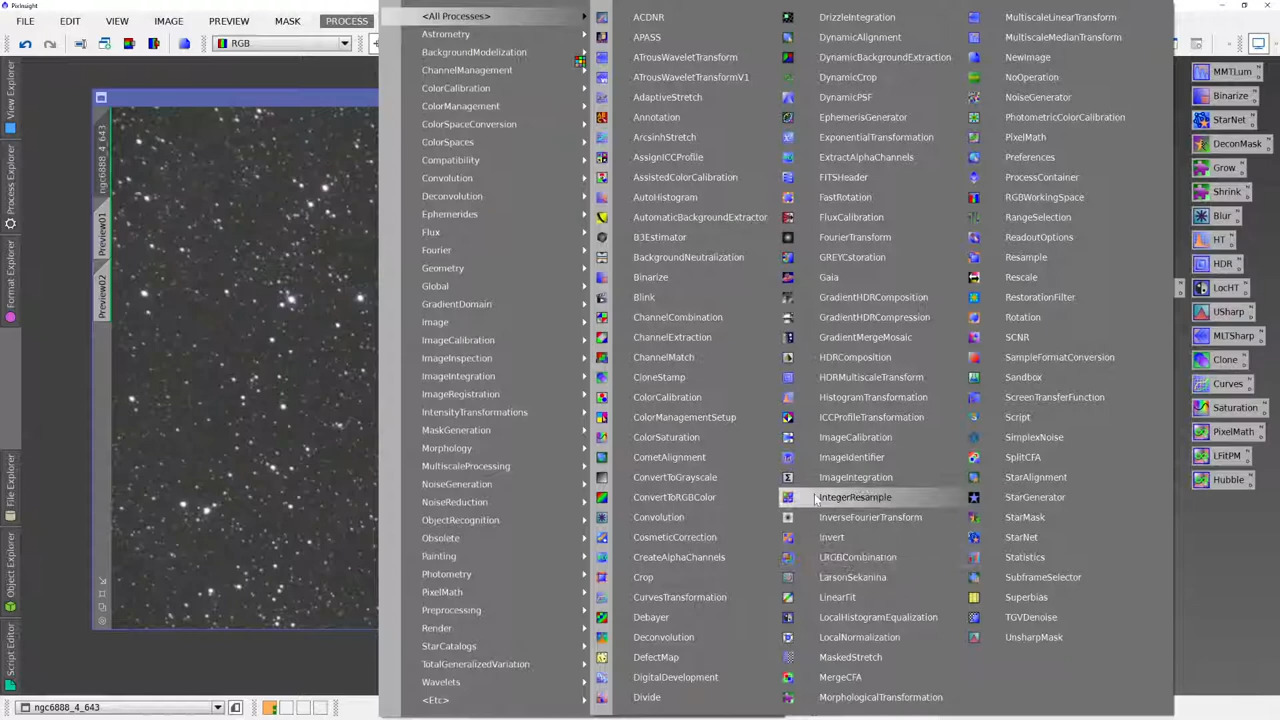 PixInsight
FILE
EDIT
VIEW
IMAGE
PREVIEW
MASK
PROCESS
RGB
View Explorer
Process Explorer
Format Explorer
File Explorer
Object Explorer
Script Editor
ngc6888_4_643
Preview01
Preview02
<All Processes>
Astrometry
BackgroundModelization
ChannelManagement
ColorCalibration
ColorManagement
ColorSpaceConversion
ColorSpaces
Compatibility
Convolution
Deconvolution
Ephemerides
Flux
Fourier
Geometry
Global
GradientDomain
Image
ImageCalibration
ImageInspection
ImageIntegration
ImageRegistration
IntensityTransformations
MaskGeneration
Morphology
MultiscaleProcessing
NoiseGeneration
NoiseReduction
ObjectRecognition
Obsolete
Painting
Photometry
PixelMath
Preprocessing
Render
StarCatalogs
TotalGeneralizedVariation
Wavelets
<Etc>
ACDNR
APASS
ATrousWaveletTransform
ATrousWaveletTransformV1
AdaptiveStretch
Annotation
ArcsinhStretch
AssignICCProfile
AssistedColorCalibration
AutoHistogram
AutomaticBackgroundExtractor
B3Estimator
BackgroundNeutralization
Binarize
Blink
ChannelCombination
ChannelExtraction
ChannelMatch
CloneStamp
ColorCalibration
ColorManagementSetup
ColorSaturation
CometAlignment
ConvertToGrayscale
ConvertToRGBColor
Convolution
CosmeticCorrection
CreateAlphaChannels
Crop
CurvesTransformation
Debayer
Deconvolution
DefectMap
DigitalDevelopment
Divide
DrizzleIntegration
DynamicAlignment
DynamicBackgroundExtraction
DynamicCrop
DynamicPSF
EphemerisGenerator
ExponentialTransformation
ExtractAlphaChannels
FITSHeader
FastRotation
FluxCalibration
FourierTransform
GREYCstoration
Gaia
GradientHDRComposition
GradientHDRCompression
GradientMergeMosaic
HDRComposition
HDRMultiscaleTransform
HistogramTransformation
ICCProfileTransformation
ImageCalibration
ImageIdentifier
ImageIntegration
IntegerResample
InverseFourierTransform
Invert
LRGBCombination
LarsonSekanina
LinearFit
LocalHistogramEqualization
LocalNormalization
MaskedStretch
MergeCFA
MorphologicalTransformation
MultiscaleLinearTransform
MultiscaleMedianTransform
NewImage
NoOperation
NoiseGenerator
PhotometricColorCalibration
PixelMath
Preferences
ProcessContainer
RGBWorkingSpace
RangeSelection
ReadoutOptions
Resample
Rescale
RestorationFilter
Rotation
SCNR
SampleFormatConversion
Sandbox
ScreenTransferFunction
Script
SimplexNoise
SplitCFA
StarAlignment
StarGenerator
StarMask
StarNet
Statistics
SubframeSelector
Superbias
TGVDenoise
UnsharpMask
MMTLum
Binarize
StarNet
DeconMask
Grow
Shrink
Blur
HT
HDR
LocHT
USharp
MLTSharp
Clone
Curves
Saturation
PixelMath
LFitPM
Hubble
ngc6888_4_643